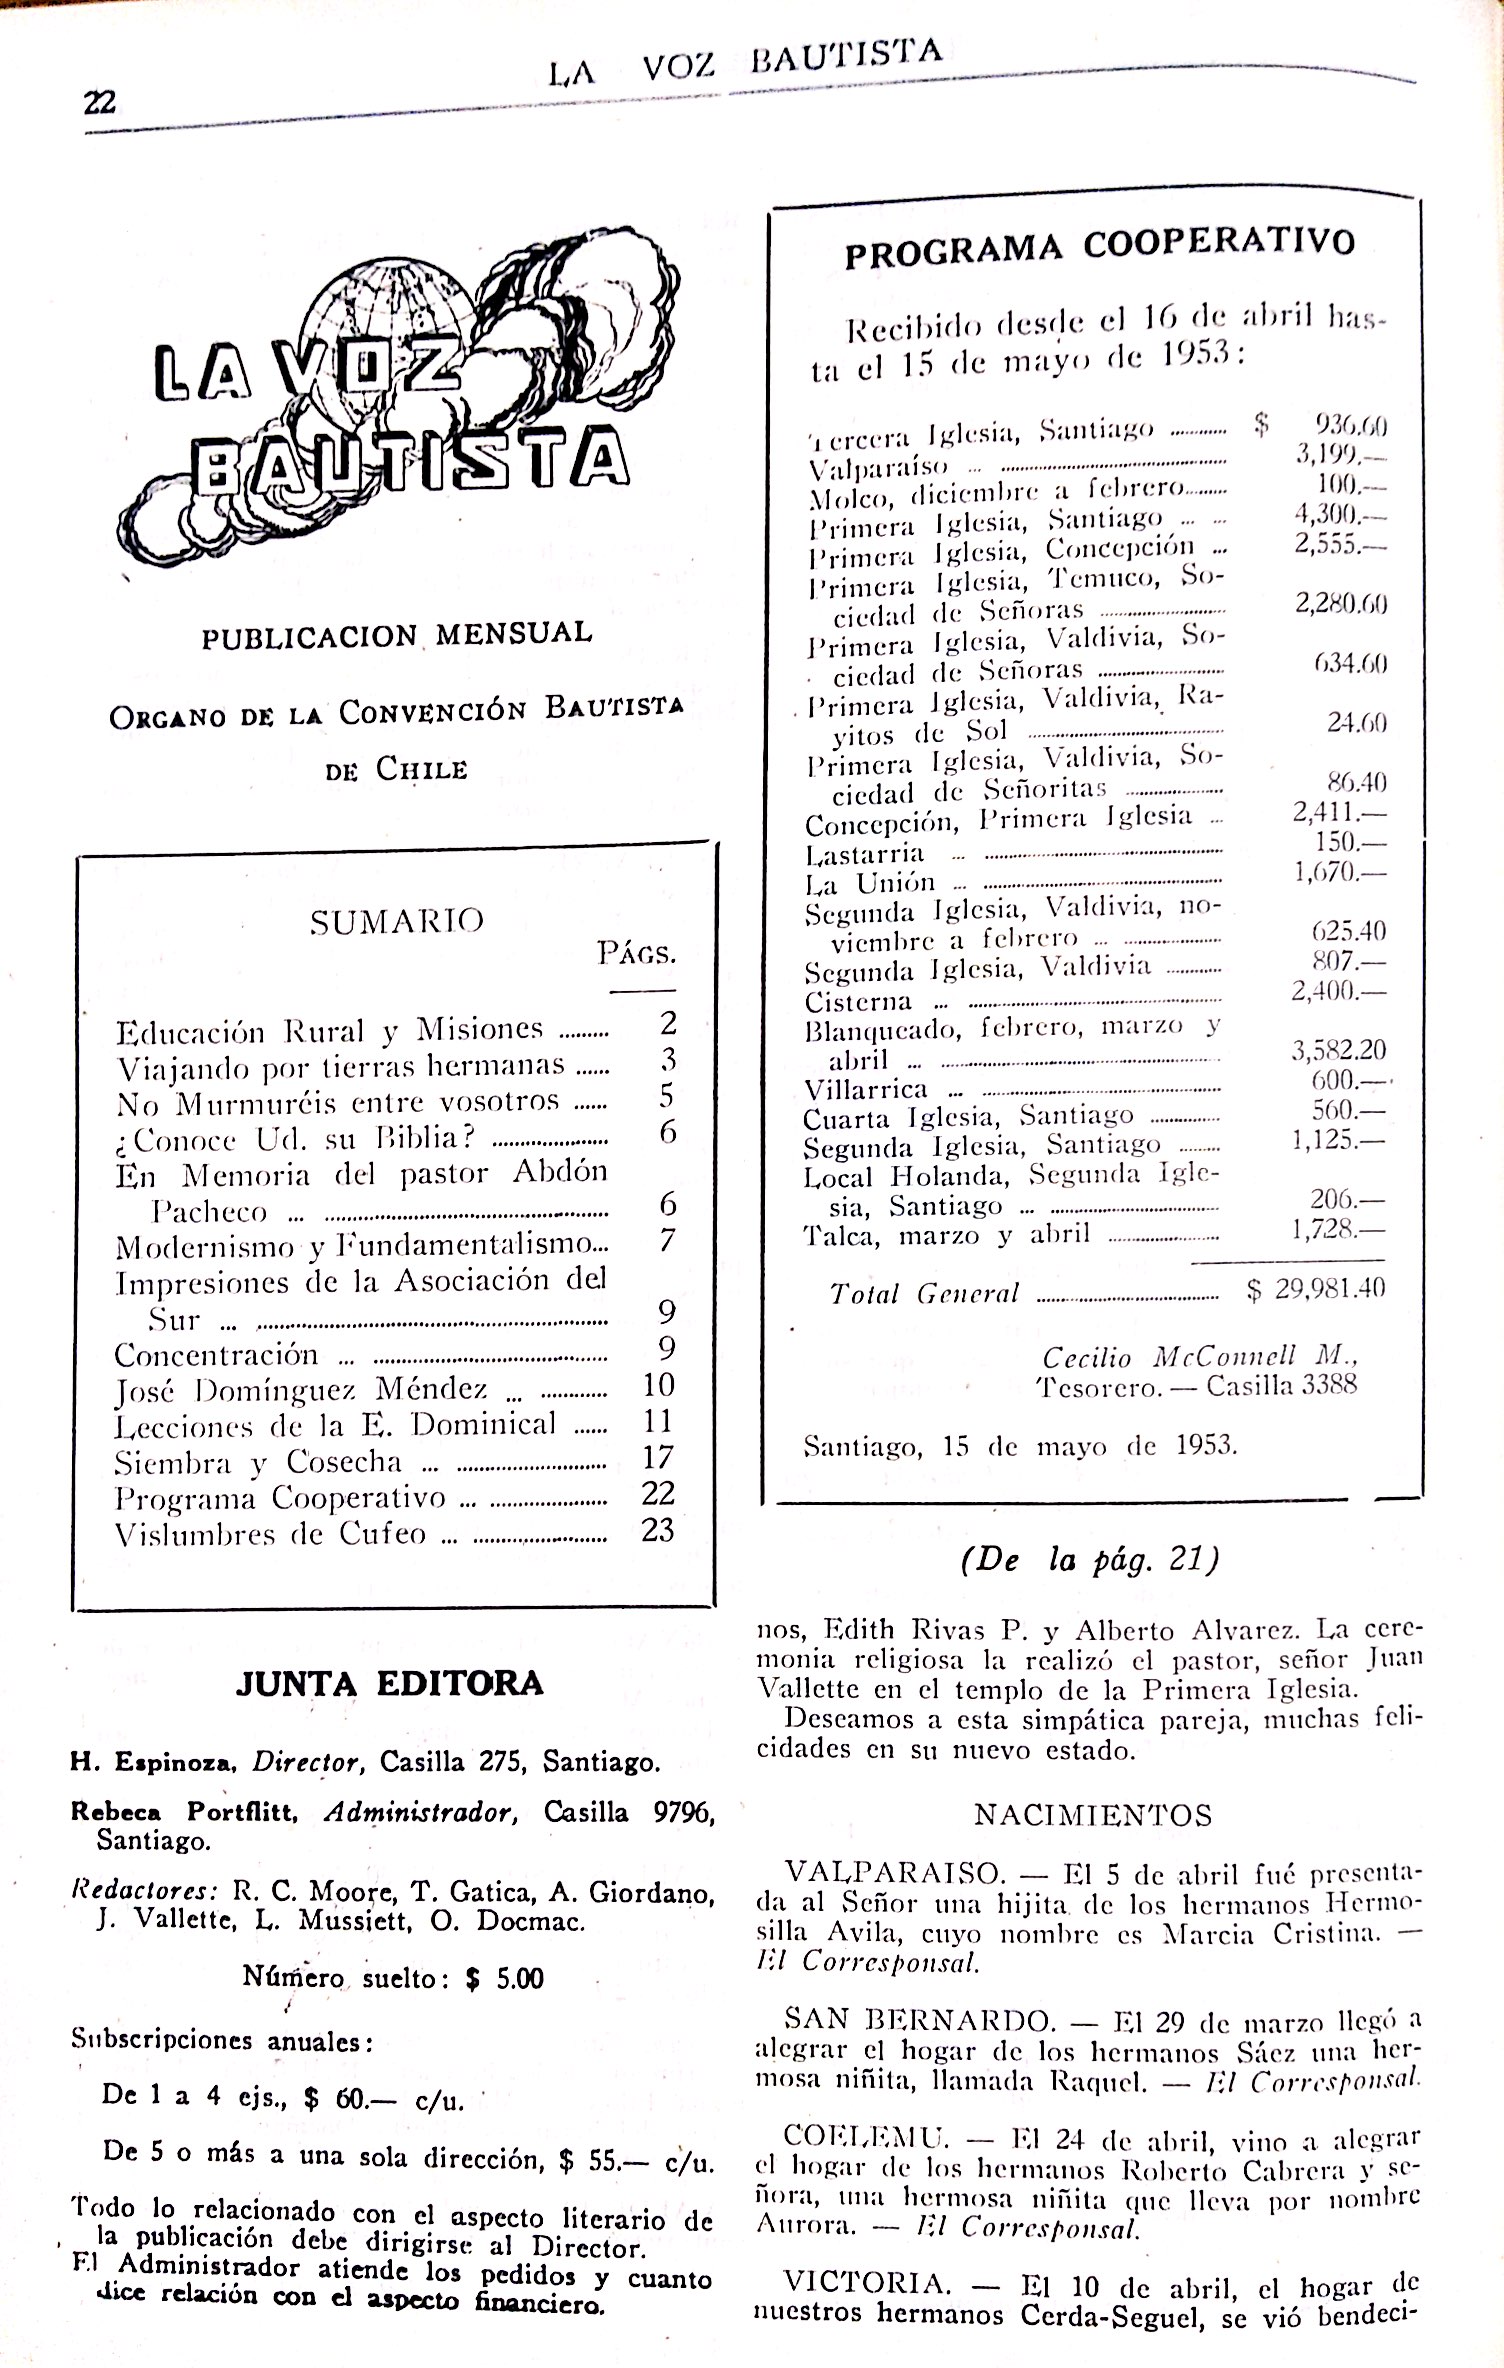 LA VOZ BAUTISTA
22
LA VOZ
BAUTISTA
PUBLICACION MENSUAL
ORGANO DE LA CONVENCIÓN BAUTISTA
DE CHILE
SUMARIO
PÁGS.
Educación Rural y Misiones ......... 2
Viajando por tierras hermanas ...... 3
No Murmuréis entre vosotros ...... 5
¿Conoce Ud. su Biblia? ..................... 6
En Memoria del pastor Abdón
Pacheco ... .................................................... 6
Modernismo y Fundamentalismo... 7
Impresiones de la Asociación del
Sur ... ................................................................ 9
Concentración ... .......................................... 9
José Domínguez Méndez ... ............ 10
Lecciones de la E. Dominical ...... 11
Siembra y Cosecha ... ........................... 17
Programa Cooperativo ... ..................... 22
Vislumbres de Cufeo ... ........................ 23
JUNTA EDITORA
H. Espinoza, Director, Casilla 275, Santiago.
Rebeca Portflitt, Administrador, Casilla 9796,
Santiago.
Redactores: R. C. Moore, T. Gatica, A. Giordano,
J. Vallette, L. Mussiett, O. Docmac.
Número suelto: $ 5.00
Subscripciones anuales:
De 1 a 4 ejs., $ 60.— c/u.
De 5 o más a una sola dirección, $ 55.— c/u.
Todo lo relacionado con el aspecto literario de
la publicación debe dirigirse al Director.
El Administrador atiende los pedidos y cuanto
dice relación con el aspecto financiero.
PROGRAMA COOPERATIVO
Recibido desde el 16 de abril has-
ta el 15 de mayo de 1953:
Tercera Iglesia, Santiago ............ $ 936.60
Valparaíso ... ................................................ 3,199.—
Molco, diciembre a febrero......... 100.—
Primera Iglesia, Santiago ... ... 4,300.—
Primera Iglesia, Concepción ... 2,555.—
Primera Iglesia, Temuco, So-
ciedad de Señoras ........................... 2,280.60
Primera Iglesia, Valdivia, So-
ciedad de Señoras ........................... 634.60
Primera Iglesia, Valdivia, Ra-
yitos de Sol .......................................... 24.60
Primera Iglesia, Valdivia, So-
ciedad de Señoritas ..................... 86.40
Concepción, Primera Iglesia ... 2,411.—
Lastarria ... ................................................... 150.—
La Unión ... ................................................... 1,670.—
Segunda Iglesia, Valdivia, no-
viembre a febrero ... ..................... 625.40
Segunda Iglesia, Valdivia ............ 807.—
Cisterna ... ...................................................... 2,400.—
Blanqueado, febrero, marzo y
abril ... ............................................................ 3,582.20
Villarrica ... ................................................... 600.—
Cuarta Iglesia, Santiago ............... 560.—
Segunda Iglesia, Santiago ......... 1,125.—
Local Holanda, Segunda Igle-
sia, Santiago ... .................................... 206.—
Talca, marzo y abril ........................ 1,728.—
Total General ....................................... $ 29,981.40
Cecilio McConnell M.,
Tesorero. — Casilla 3388
Santiago, 15 de mayo de 1953.
(De la pág. 21)
nos, Edith Rivas P. y Alberto Alvarez. La cere-
monia religiosa la realizó el pastor, señor Juan
Vallette en el templo de la Primera Iglesia.
Deseamos a esta simpática pareja, muchas feli-
cidades en su nuevo estado.
NACIMIENTOS
VALPARAISO. — El 5 de abril fué presenta-
da al Señor una hijita de los hermanos Hermo-
silla Avila, cuyo nombre es Marcia Cristina. —
El Corresponsal.
SAN BERNARDO. — El 29 de marzo llegó a
alegrar el hogar de los hermanos Sáez una her-
mosa niñita, llamada Raquel. — El Corresponsal.
COELEMU. — El 24 de abril, vino a alegrar
el hogar de los hermanos Roberto Cabrera y se-
ñora, una hermosa niñita que lleva por nombre
Aurora. — El Corresponsal.
VICTORIA. — El 10 de abril, el hogar de
nuestros hermanos Cerda-Seguel, se vió bendeci-